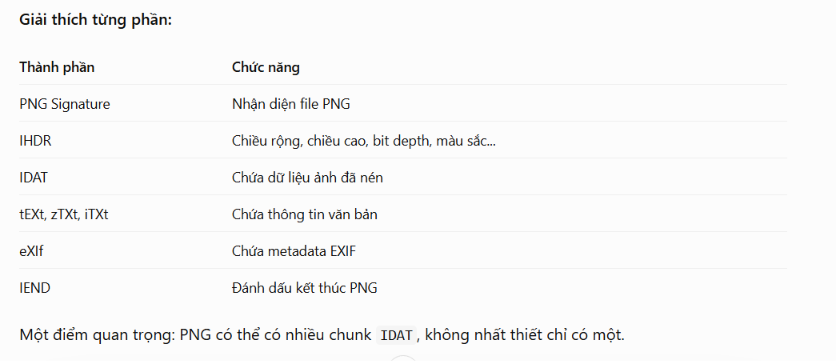 Giải thích từng phần:
Thành phần Chức năng
PNG Signature Nhận diện file PNG
IHDR Chiều rộng, chiều cao, bit depth, màu sắc...
IDAT Chứa dữ liệu ảnh đã nén
tEXt, zTXt, iTXt Chứa thông tin văn bản
eXIf Chứa metadata EXIF
IEND Đánh dấu kết thúc PNG
Một điểm quan trọng: PNG có thể có nhiều chunk IDAT, không nhất thiết chỉ có một.